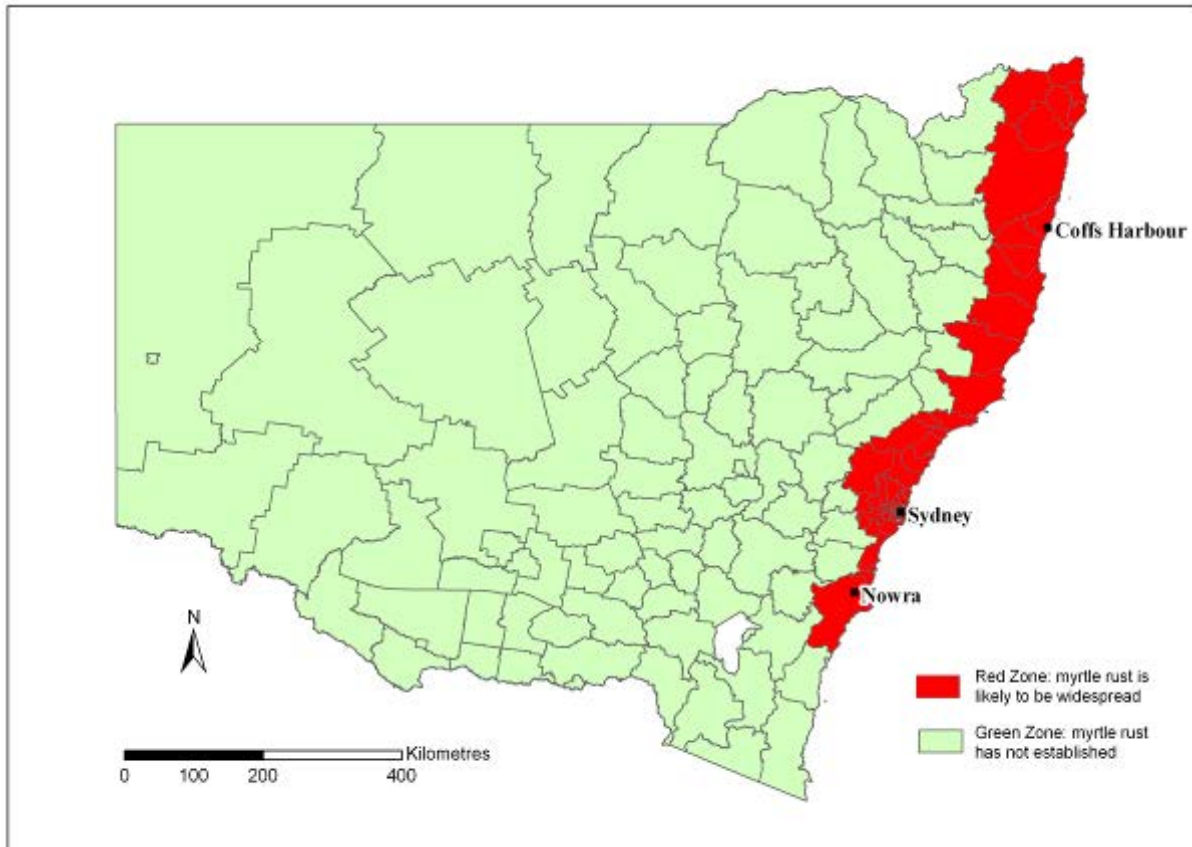 Coffs Harbour
Sydney
Nowra
N
Red Zone: myrtle rust is
likely to be widespread
Green Zone: myrtle rust
has not established
Kilometres
0 100 200 400